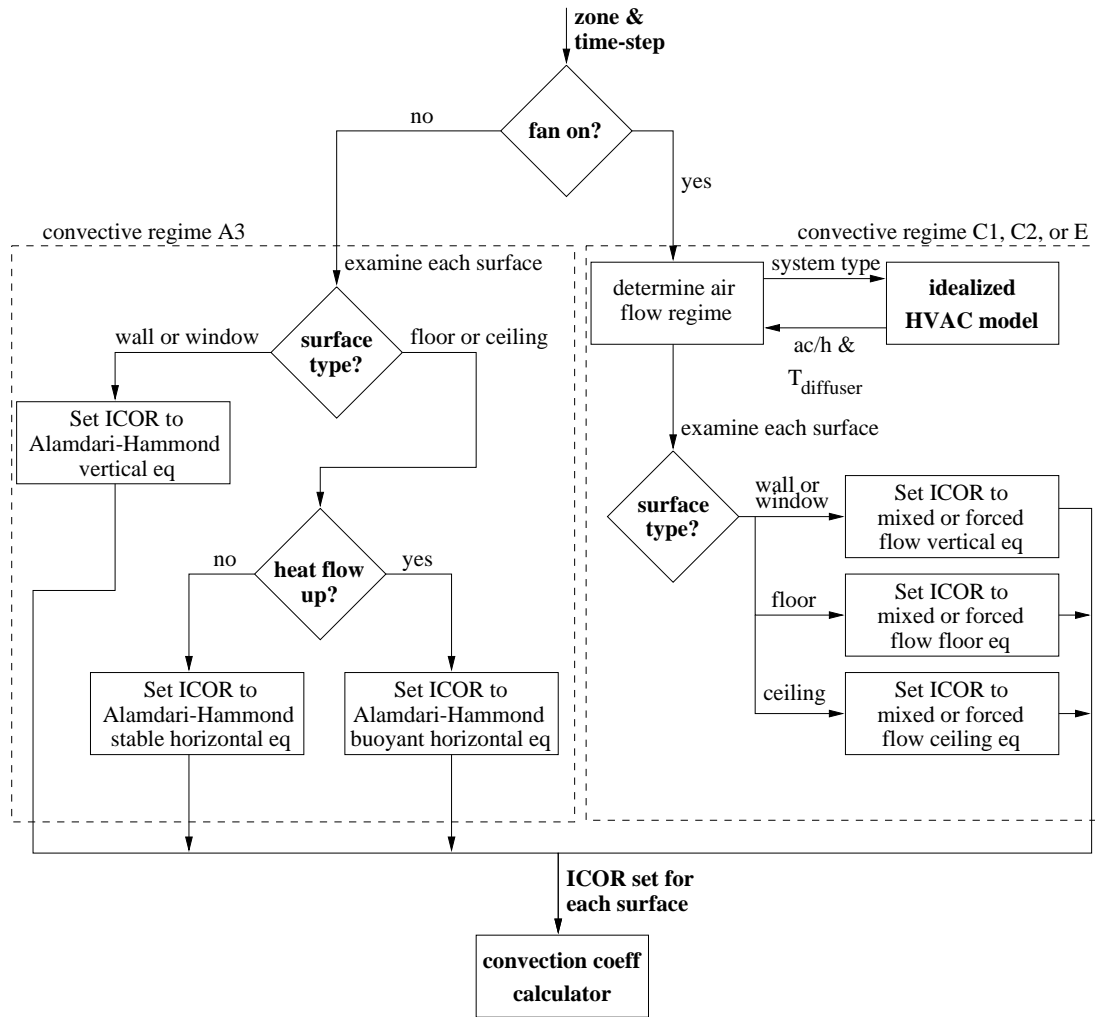 zone &
time-step
fan on?
no
yes
convective regime A3
convective regime C1, C2, or E
examine each surface
surface
type?
wall or window
floor or ceiling
Set ICOR to
Alamdari-Hammond
vertical eq
heat flow
up?
no
yes
Set ICOR to
Alamdari-Hammond
stable horizontal eq
Set ICOR to
Alamdari-Hammond
buoyant horizontal eq
determine air
flow regime
system type
idealized
HVAC model
ac/h &
T diffuser
examine each surface
surface
type?
wall or
window
Set ICOR to
mixed or forced
flow vertical eq
floor
Set ICOR to
mixed or forced
flow floor eq
ceiling
Set ICOR to
mixed or forced
flow ceiling eq
ICOR set for
each surface
convection coeff
calculator